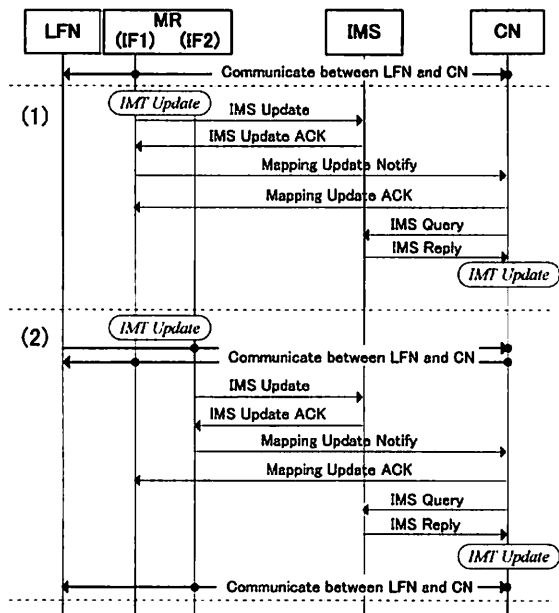 LFN
MR
(IF1) (IF2)
IMS
CN
Communicate between LFN and CN
(1)
IMT Update
IMS Update
IMS Update ACK
Mapping Update Notify
Mapping Update ACK
IMS Query
IMS Reply
IMT Update
(2)
IMT Update
Communicate between LFN and CN
IMS Update
IMS Update ACK
Mapping Update Notify
Mapping Update ACK
IMS Query
IMS Reply
IMT Update
Communicate between LFN and CN